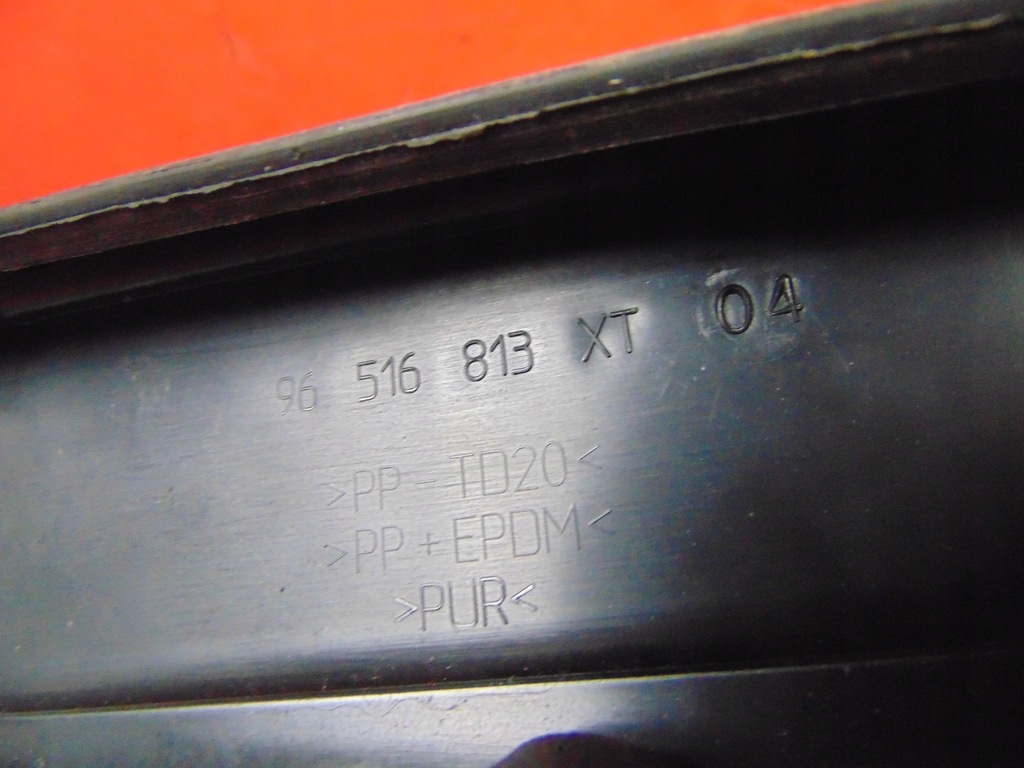 96 516 813 XT 04
>PP-TD20<
>PP+EPDM<
>PUR<